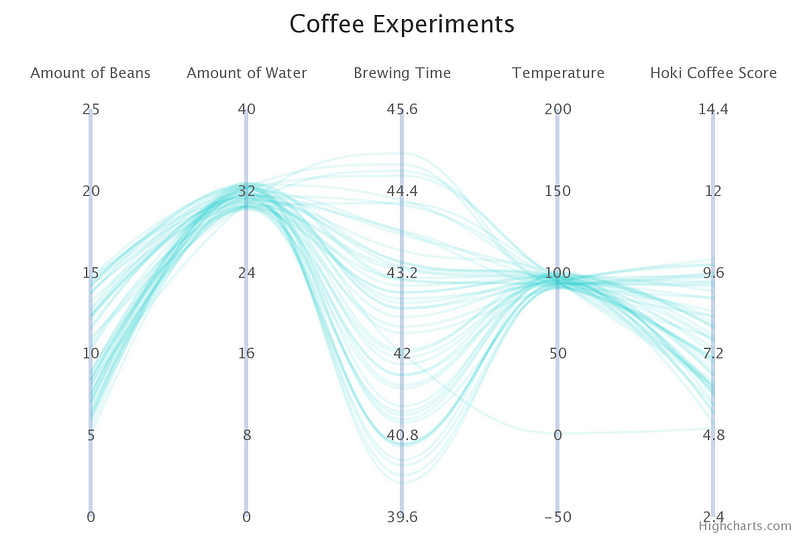 Coffee Experiments
Amount of Beans Amount of Water Brewing Time Temperature Hoki Coffee Score
25 40 45.6 200 14.4
20 32 44.4 150 12
15 24 43.2 100 9.6
10 16 42 50 7.2
5 8 40.8 0 4.8
0 0 39.6 −50 2.4
Highcharts.com